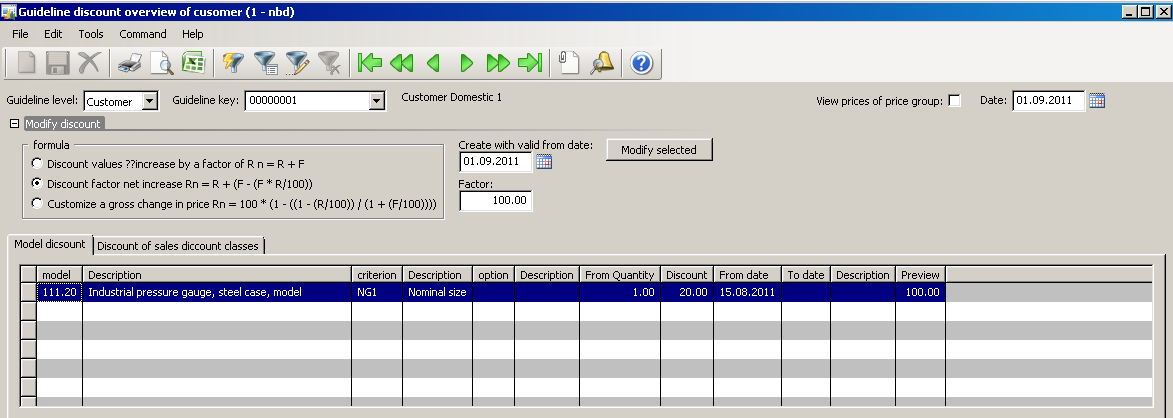 Guideline discount overview of cusomer (1 - nbd)
File Edit Tools Command Help
Guideline level: Customer Guideline key: 00000001 Customer Domestic 1 View prices of price group: Date: 01.09.2011
Modify discount
formula
Create with valid from date:
Discount values ??increase by a factor of R n = R + F
01.09.2011
Modify selected
Discount factor net increase Rn = R + (F - (F * R/100))
Factor:
Customize a gross change in price Rn = 100 * (1 - ((1 - (R/100)) / (1 + (F/100))))
100.00
Model dicsount Discount of sales diccount classes
model Description criterion Description option Description From Quantity Discount From date To date Description Preview
111.20 Industrial pressure gauge, steel case, model NG1 Nominal size 1.00 20.00 15.08.2011 100.00